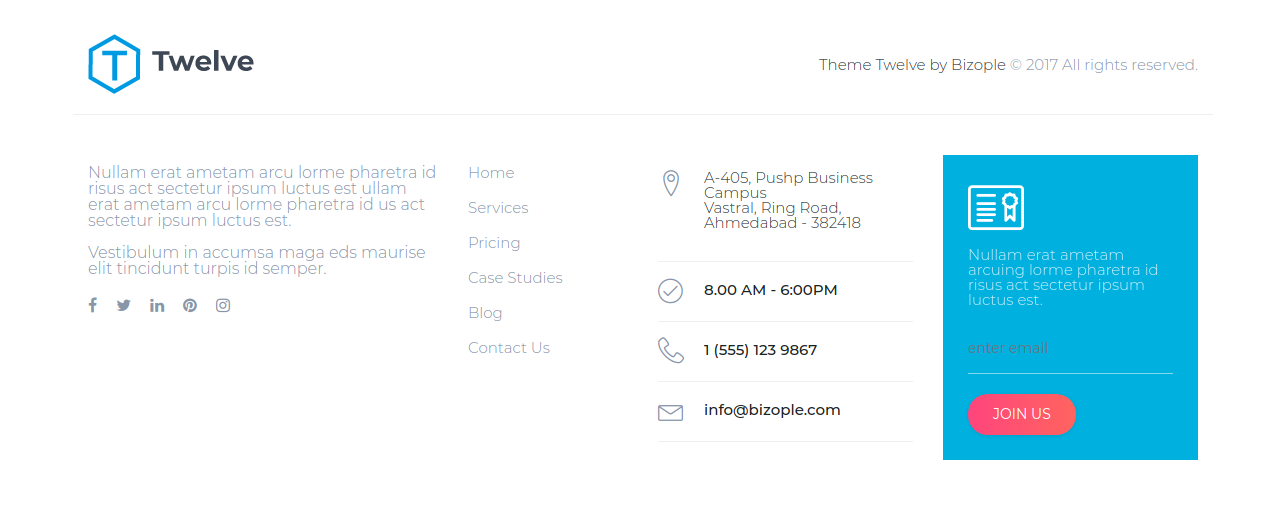 Twelve
Theme Twelve by Bizople © 2017 All rights reserved.
Nullam erat ametam arcu lorme pharetra id
risus act sectetur ipsum luctus est ullam
erat ametam arcu lorme pharetra id us act
sectetur ipsum luctus est.
Vestibulum in accumsa maga eds maurise
elit tincidunt turpis id semper.
Home
Services
Pricing
Case Studies
Blog
Contact Us
A-405, Pushp Business
Campus
Vastral, Ring Road,
Ahmedabad - 382418
8.00 AM - 6:00PM
1 (555) 123 9867
info@bizople.com
Nullam erat ametam
arcuing lorme pharetra id
risus act sectetur ipsum
luctus est.
enter email
JOIN US